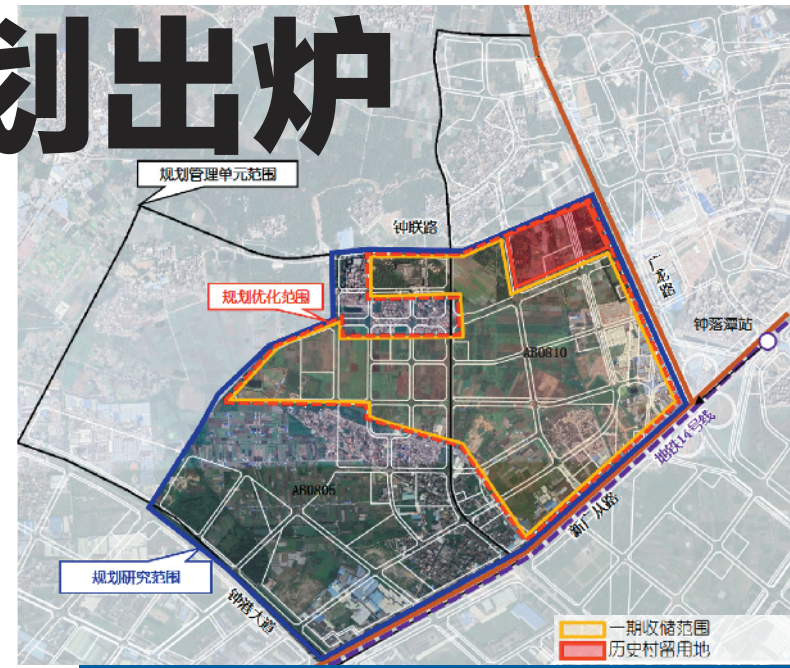 划出炉
规划管理单元范围
钟联路
广龙路
规划优化范围
钟落潭站
AB0810
地铁14号线
AB0805
新广从路
规划研究范围
钟港大道
一期收储范围
历史村留用地